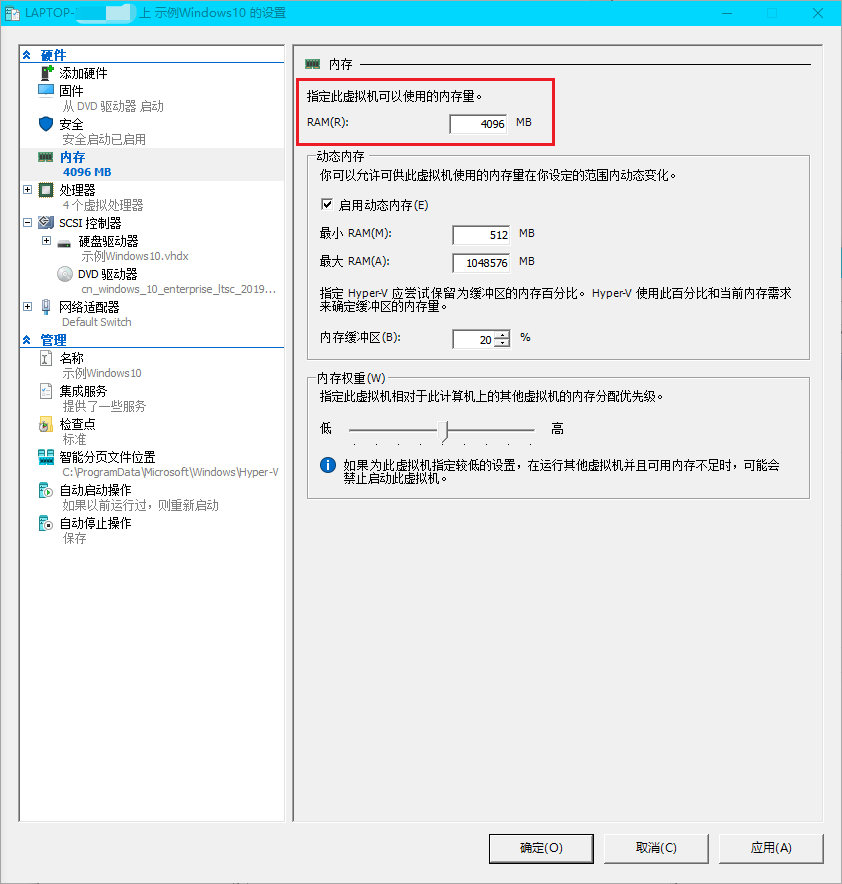 LAPTOP- 上 示例Windows10 的设置
硬件
添加硬件
固件
从 DVD 驱动器 启动
安全
安全启动已启用
内存
4096 MB
处理器
4 个虚拟处理器
SCSI 控制器
硬盘驱动器
示例Windows10.vhdx
DVD 驱动器
cn_windows_10_enterprise_ltsc_2019...
网络适配器
Default Switch
管理
名称
示例Windows10
集成服务
提供了一些服务
检查点
标准
智能分页文件位置
C:\ProgramData\Microsoft\Windows\Hyper-V
自动启动操作
如果以前运行过，则重新启动
自动停止操作
保存
内存
指定此虚拟机可以使用的内存量。
RAM(R): 4096 MB
动态内存
你可以允许可供此虚拟机使用的内存量在你设定的范围内动态变化。
启用动态内存(E)
最小 RAM(M): 512 MB
最大 RAM(A): 1048576 MB
指定 Hyper-V 应尝试保留为缓冲区的内存百分比。Hyper-V 使用此百分比和当前内存需求
来确定缓冲区的内存量。
内存缓冲区(B): 20 %
内存权重(W)
指定此虚拟机相对于此计算机上的其他虚拟机的内存分配优先级。
低 高
如果为此虚拟机指定较低的设置，在运行其他虚拟机并且可用内存不足时，可能会
禁止启动此虚拟机。
确定(O) 取消(C) 应用(A)